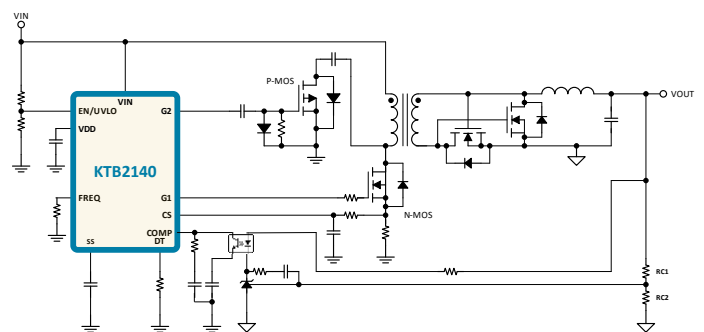 VIN
P-MOS
VIN
EN/UVLO
G2
VOUT
VDD
KTB2140
FREQ
G1
CS
N-MOS
COMP
SS
DT
RC1
RC2